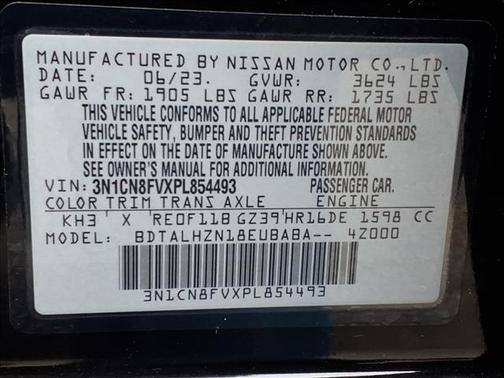 MANUFACTURED BY NISSAN MOTOR CO.,LTD.
DATE: 06/23. GVWR: 3624 LBS
GAWR FR: 1905 LBS GAWR RR: 1735 LBS
THIS VEHICLE CONFORMS TO ALL APPLICABLE FEDERAL MOTOR
VEHICLE SAFETY, BUMPER AND THEFT PREVENTION STANDARDS
IN EFFECT ON THE DATE OF MANUFACTURE SHOWN ABOVE.
SEE OWNER'S MANUAL FOR ADDITIONAL INFORMATION.
VIN: 3N1CN8FVXPL854493 PASSENGER CAR.
COLOR TRIM TRANS AXLE ENGINE
KH3 X RE0F11B GZ39 HR16DE 1598 CC
MODEL: BDTALHZN18EUBABA-- 4Z000
3N1CN8FVXPL854493